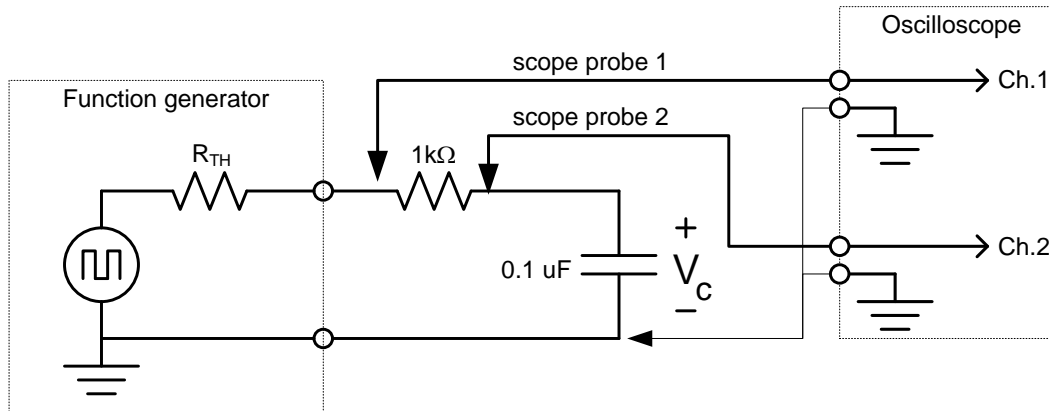 Oscilloscope
scope probe 1
Ch.1
Function generator
scope probe 2
R_TH
1kΩ
+
Ch.2
0.1 uF
V_C
−